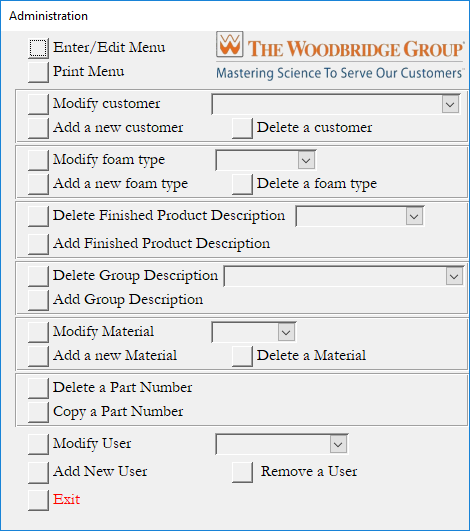 Administration
Enter/Edit Menu
THE WOODBRIDGE GROUP
Print Menu
Mastering Science To Serve Our Customers™
Modify customer
Add a new customer Delete a customer
Modify foam type
Add a new foam type Delete a foam type
Delete Finished Product Description
Add Finished Product Description
Delete Group Description
Add Group Description
Modify Material
Add a new Material Delete a Material
Delete a Part Number
Copy a Part Number
Modify User
Add New User Remove a User
Exit